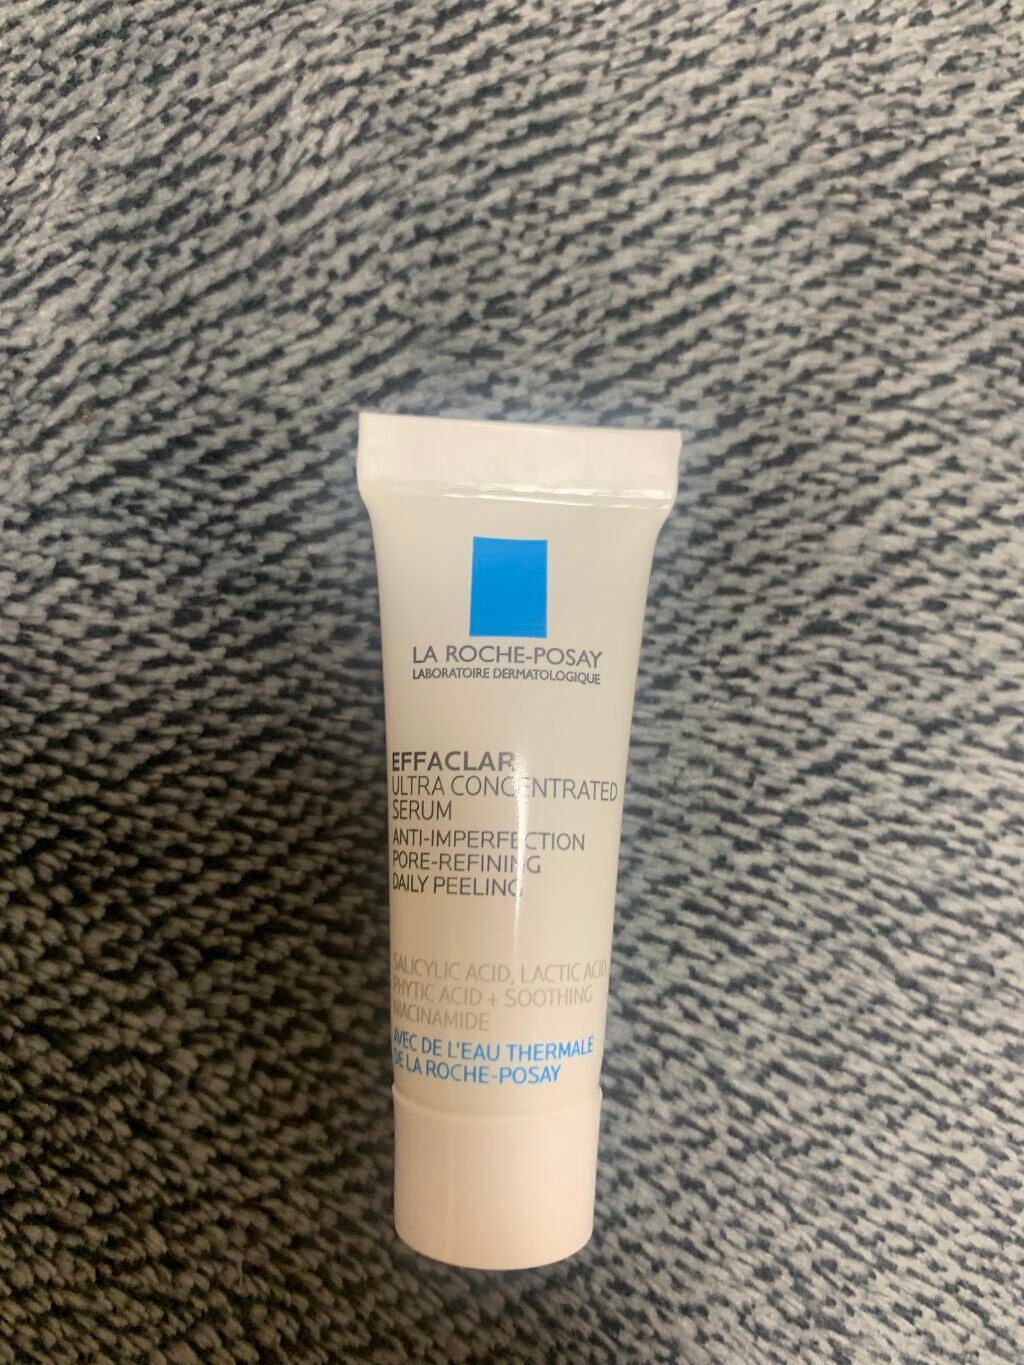 LA ROCHE-POSAY
LABORATOIRE DERMATOLOGIQUE
EFFACLAR
ULTRA CONCENTRATED
SERUM
ANTI-IMPERFECTION
PORE-REFINING
DAILY PEELING
SALICYLIC ACID, LACTIC ACID,
PHYTIC ACID + SOOTHING
NIACINAMIDE
AVEC DE L'EAU THERMALE
DE LA ROCHE-POSAY